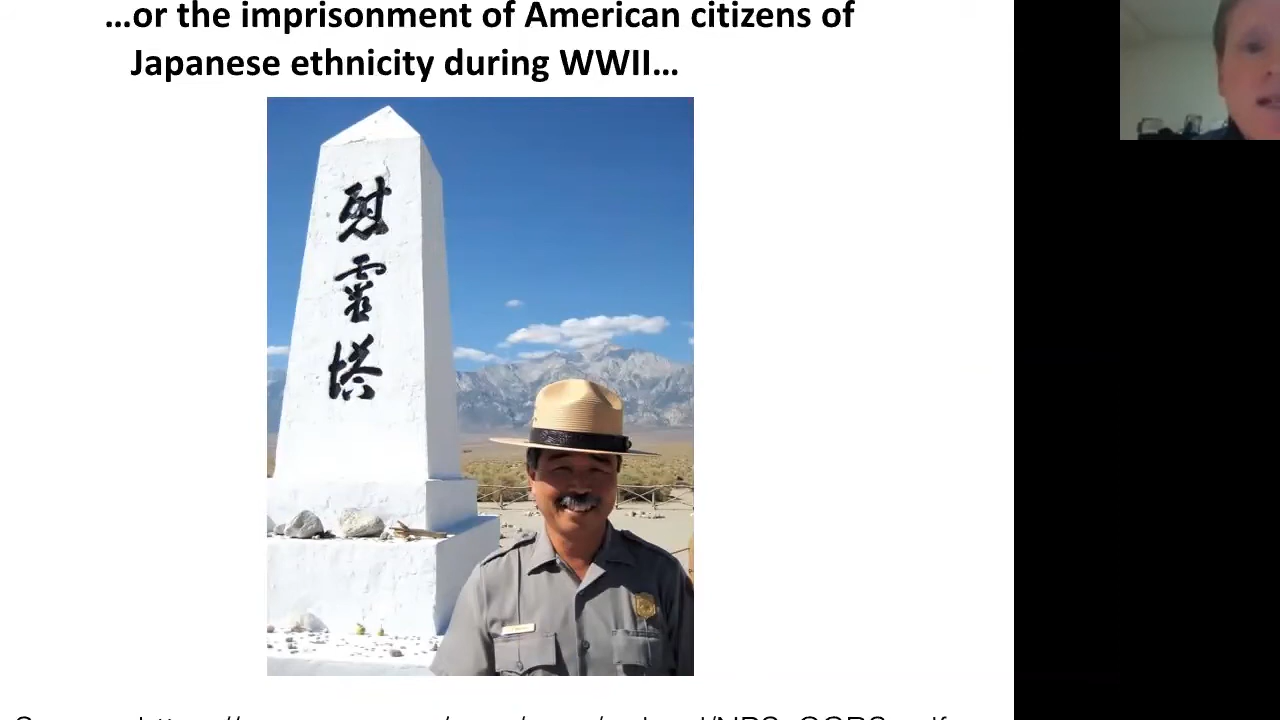 ...or the imprisonment of American citizens of
Japanese ethnicity during WWII...
慰
霊
塔